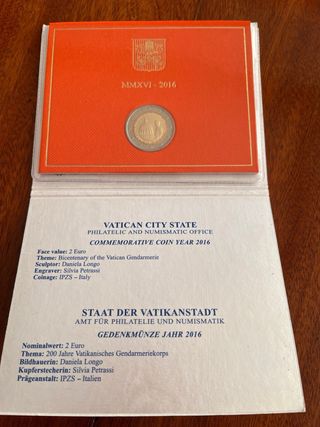 MMXVI - 2016
VATICAN CITY STATE
PHILATELIC AND NUMISMATIC OFFICE
COMMEMORATIVE COIN YEAR 2016
Face value: 2 Euro
Theme: Bicentenary of the Vatican Gendarmerie
Sculptor: Daniela Longo
Engraver: Silvia Petrassi
Coinage: IPZS - Italy
STAAT DER VATIKANSTADT
AMT FÜR PHILATELIE UND NUMISMATIK
GEDENKMÜNZE JAHR 2016
Nominalwert: 2 Euro
Thema: 200 Jahre Vatikanisches Gendarmeriekorps
Bildhauerin: Daniela Longo
Kupferstecherin: Silvia Petrassi
Prägeanstalt: IPZS - Italien